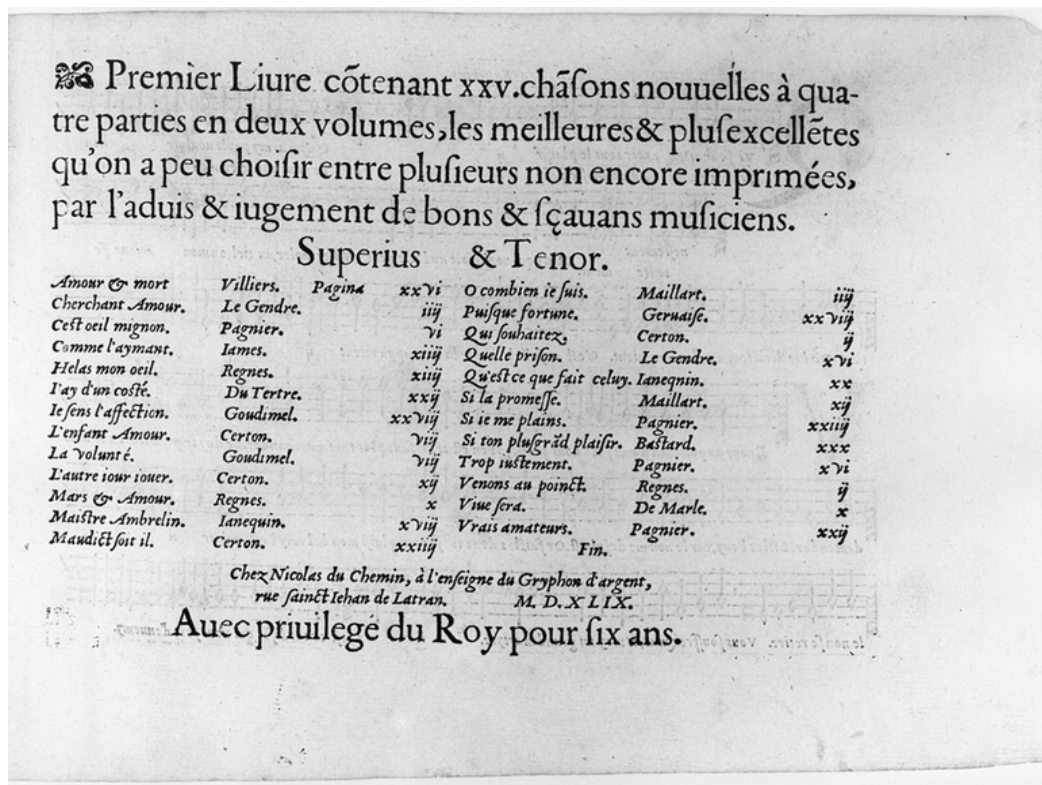 Premier Liure cõtenant xxv.chãſons nouuelles à qua-
tre parties en deux volumes,les meilleures & pluſexcellẽtes
qu'on a peu choiſir entre pluſieurs non encore imprimées,
par l'aduis & iugement de bons & ſçauans muſiciens.
Superius & Tenor.
Amour & mort Villiers. Pagina xxvi
Cherchant Amour. Le Gendre. iiij
Ceſt oeil mignon. Pagnier. vi
Comme l'aymant. Iames. xiiij
Helas mon oeil. Regnes. xiiij
I'ay d'un coſté. Du Tertre. xxij
Ie ſens l'affection. Goudimel. xxviij
L'enfant Amour. Certon. viij
La volunté. Goudimel. viij
L'autre iour iouer. Certon. xij
Mars & Amour. Regnes. x
Maiſtre Ambrelin. Ianequin. xviij
Maudict ſoit il. Certon. xxiiij
O combien ie ſuis. Maillart. iiij
Puiſque fortune. Geruaiſe. xxviij
Qui ſouhaitez, Certon. ij
Quelle priſon. Le Gendre. xvi
Qu'eſt ce que fait celuy. Ianeqnin. xx
Si la promeſſe. Maillart. xij
Si ie me plains. Pagnier. xxiiij
Si ton pluſgrãd plaiſir. Baſtard. xxx
Trop iuſtement. Pagnier. xvi
Venons au poinct. Regnes. ij
Viue ſera. De Marle. x
Vrais amateurs. Pagnier. xxij
Fin.
Chez Nicolas du Chemin, à l'enſeigne du Gryphon d'argent,
rue ſainct Iehan de Latran. M. D. XLIX.
Auec priuilege du Roy pour ſix ans.